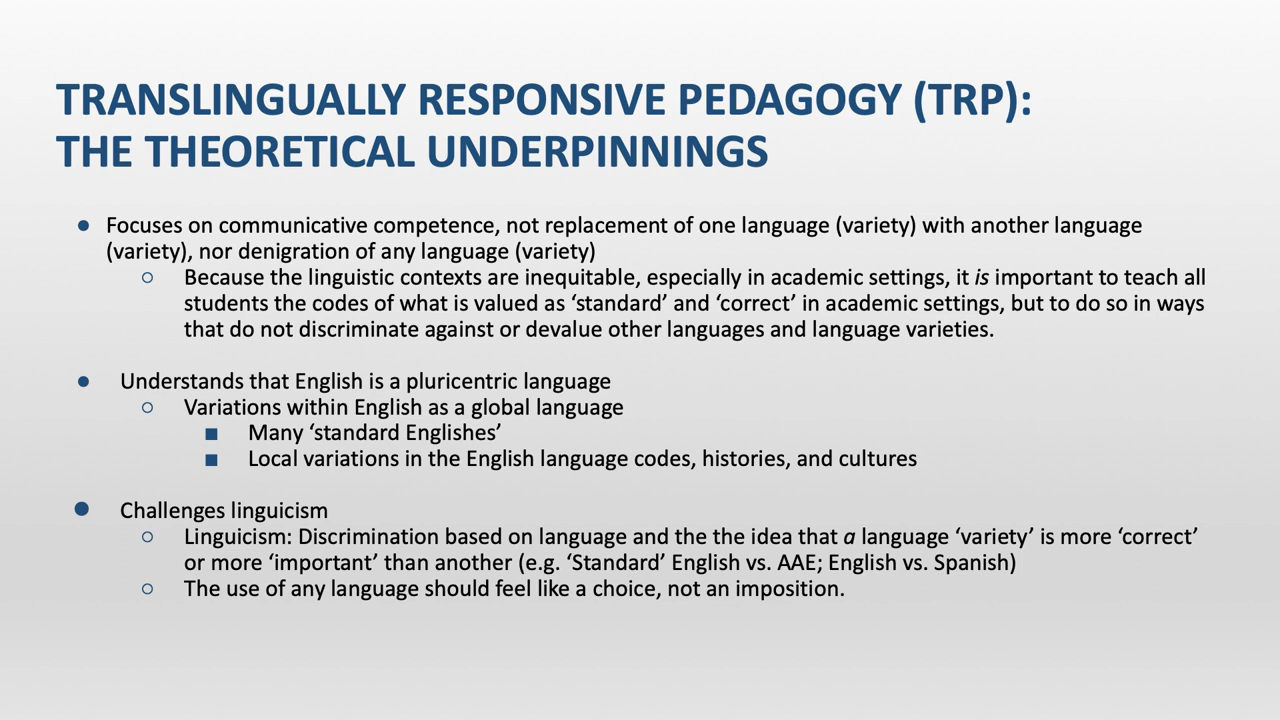 TRANSLINGUALLY RESPONSIVE PEDAGOGY (TRP):
THE THEORETICAL UNDERPINNINGS
● Focuses on communicative competence, not replacement of one language (variety) with another language
(variety), nor denigration of any language (variety)
○ Because the linguistic contexts are inequitable, especially in academic settings, it is important to teach all
students the codes of what is valued as ‘standard’ and ‘correct’ in academic settings, but to do so in ways
that do not discriminate against or devalue other languages and language varieties.
● Understands that English is a pluricentric language
○ Variations within English as a global language
■ Many ‘standard Englishes’
■ Local variations in the English language codes, histories, and cultures
● Challenges linguicism
○ Linguicism: Discrimination based on language and the the idea that a language ‘variety’ is more ‘correct’
or more ‘important’ than another (e.g. ‘Standard’ English vs. AAE; English vs. Spanish)
○ The use of any language should feel like a choice, not an imposition.